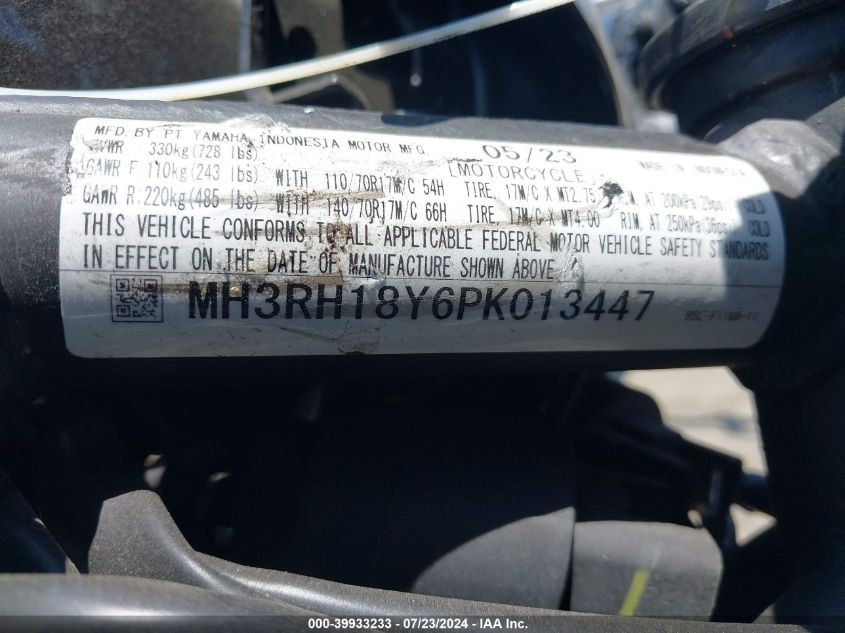 MFD. BY PT YAMAHA INDONESIA MOTOR MFG. 05/23 MADE IN INDONESIA
GVWR 330kg(728 lbs) [MOTORCYCLE]
GAWR F. 110kg(243 lbs) WITH 110/70R17M/C 54H TIRE, 17M/C X MT2.75 RIM, AT 200kPa(29psi) COLD
GAWR R. 220kg(485 lbs) WITH 140/70R17M/C 66H TIRE, 17M/C X MT4.00 RIM, AT 250kPa(36psi) COLD
THIS VEHICLE CONFORMS TO ALL APPLICABLE FEDERAL MOTOR VEHICLE SAFETY STANDARDS
IN EFFECT ON THE DATE OF MANUFACTURE SHOWN ABOVE
MH3RH18Y6PK013447
000-39933233 / 07/23/2024 - IAAI.com